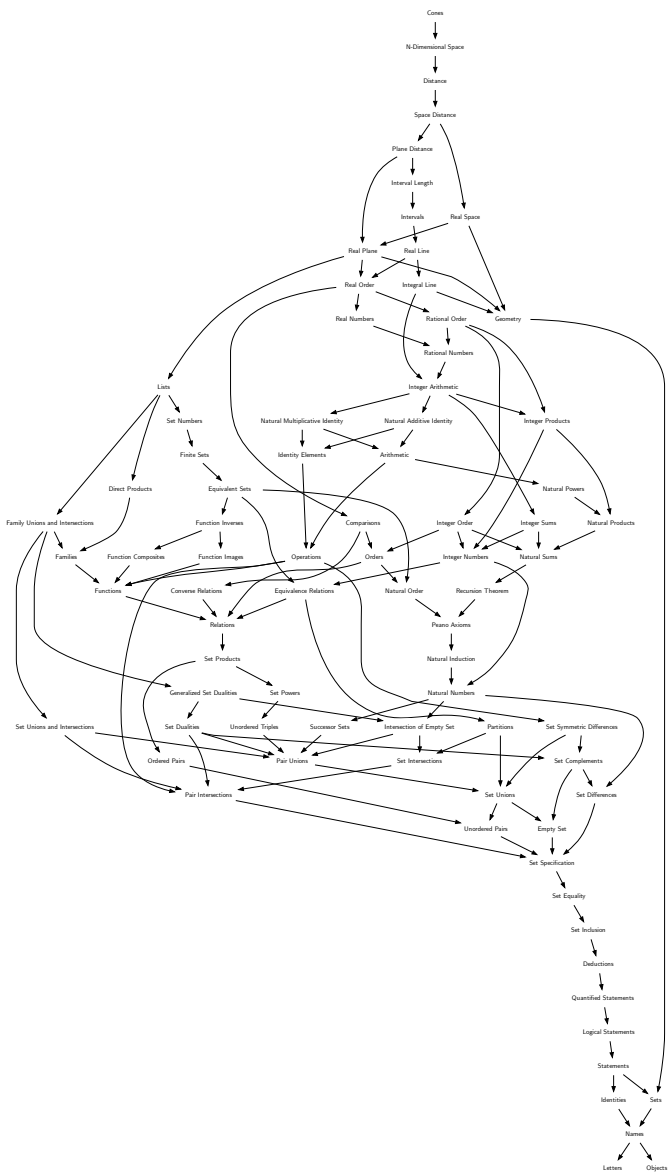 Cones
N-Dimensional Space
Distance
Space Distance
Plane Distance
Interval Length
Intervals
Real Space
Real Plane
Real Line
Real Order
Integral Line
Real Numbers
Rational Order
Geometry
Rational Numbers
Lists
Integer Arithmetic
Set Numbers
Natural Multiplicative Identity
Natural Additive Identity
Integer Products
Finite Sets
Identity Elements
Arithmetic
Direct Products
Equivalent Sets
Natural Powers
Family Unions and Intersections
Function Inverses
Comparisons
Integer Order
Integer Sums
Natural Products
Families
Function Composites
Function Images
Operations
Orders
Integer Numbers
Natural Sums
Functions
Converse Relations
Equivalence Relations
Natural Order
Recursion Theorem
Relations
Peano Axioms
Set Products
Natural Induction
Generalized Set Dualities
Set Powers
Natural Numbers
Set Unions and Intersections
Set Dualities
Unordered Triples
Successor Sets
Intersection of Empty Set
Partitions
Set Symmetric Differences
Ordered Pairs
Pair Unions
Set Intersections
Set Complements
Pair Intersections
Set Unions
Set Differences
Unordered Pairs
Empty Set
Set Specification
Set Equality
Set Inclusion
Deductions
Quantified Statements
Logical Statements
Statements
Identities
Sets
Names
Letters
Objects